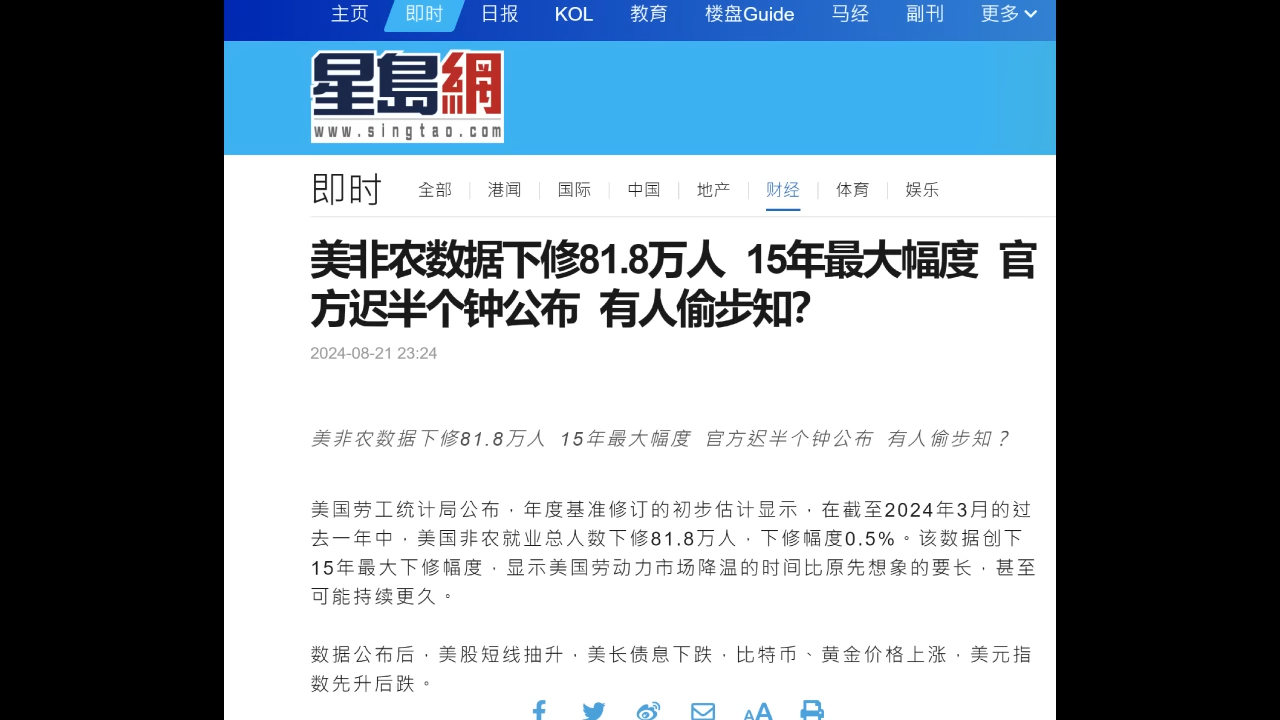 主页 即时 日报 KOL 教育 楼盘Guide 马经 副刊 更多
星島網
www.singtao.com
即时 全部 港闻 国际 中国 地产 财经 体育 娱乐
美非农数据下修81.8万人 15年最大幅度 官
方迟半个钟公布 有人偷步知？
2024-08-21 23:24
美非农数据下修81.8万人 15年最大幅度 官方迟半个钟公布 有人偷步知？
美国劳工统计局公布，年度基准修订的初步估计显示，在截至2024年3月的过
去一年中，美国非农就业总人数下修81.8万人，下修幅度0.5%。该数据创下
15年最大下修幅度，显示美国劳动力市场降温的时间比原先想象的要长，甚至
可能持续更久。
数据公布后，美股短线抽升，美长债息下跌，比特币、黄金价格上涨，美元指
数先升后跌。
AA